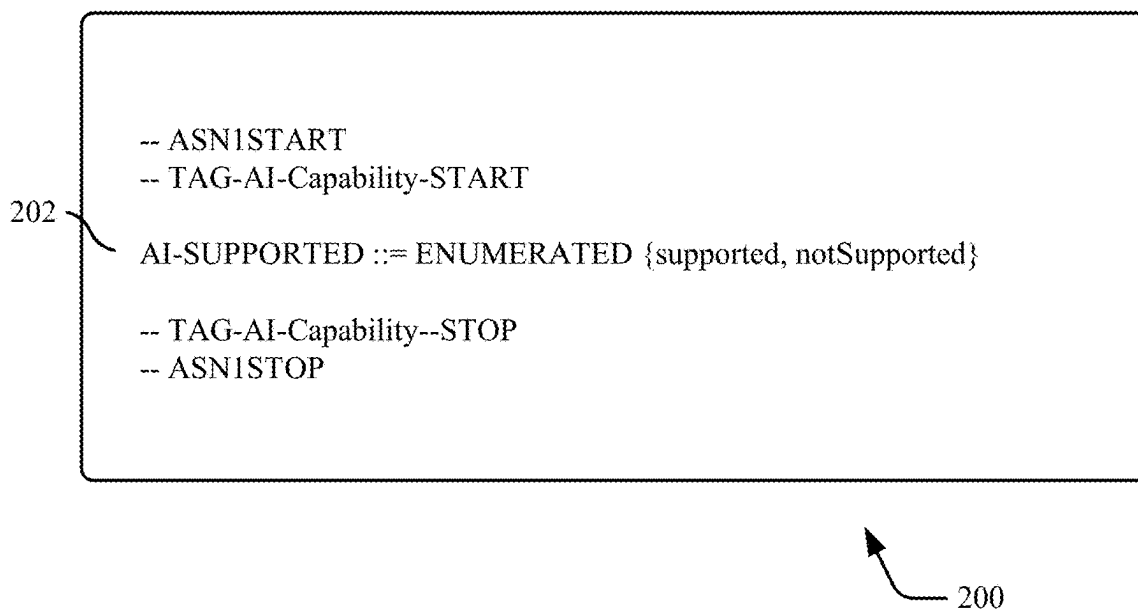 -- ASN1START
-- TAG-AI-Capability-START
202
AI-SUPPORTED ::= ENUMERATED {supported, notSupported}
-- TAG-AI-Capability--STOP
-- ASN1STOP
200